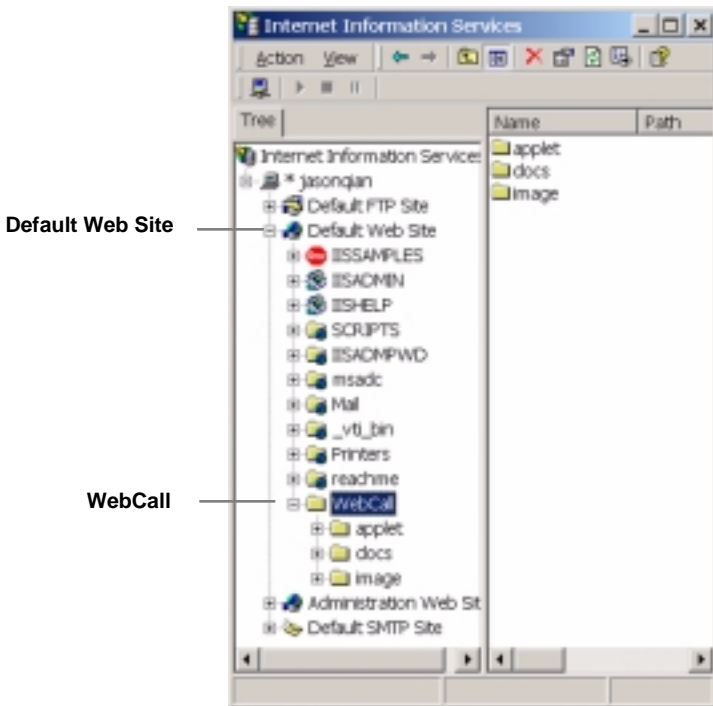 Internet Information Services
Action View
Tree
Name Path
Internet Information Services
* jasonqian
Default FTP Site
Default Web Site
Default Web Site
IISSAMPLES
IISADMIN
IISHELP
SCRIPTS
IISADMPWD
msadc
Mail
_vti_bin
Printers
reachme
WebCall
WebCall
applet
docs
image
Administration Web Sit
Default SMTP Site
applet
docs
image